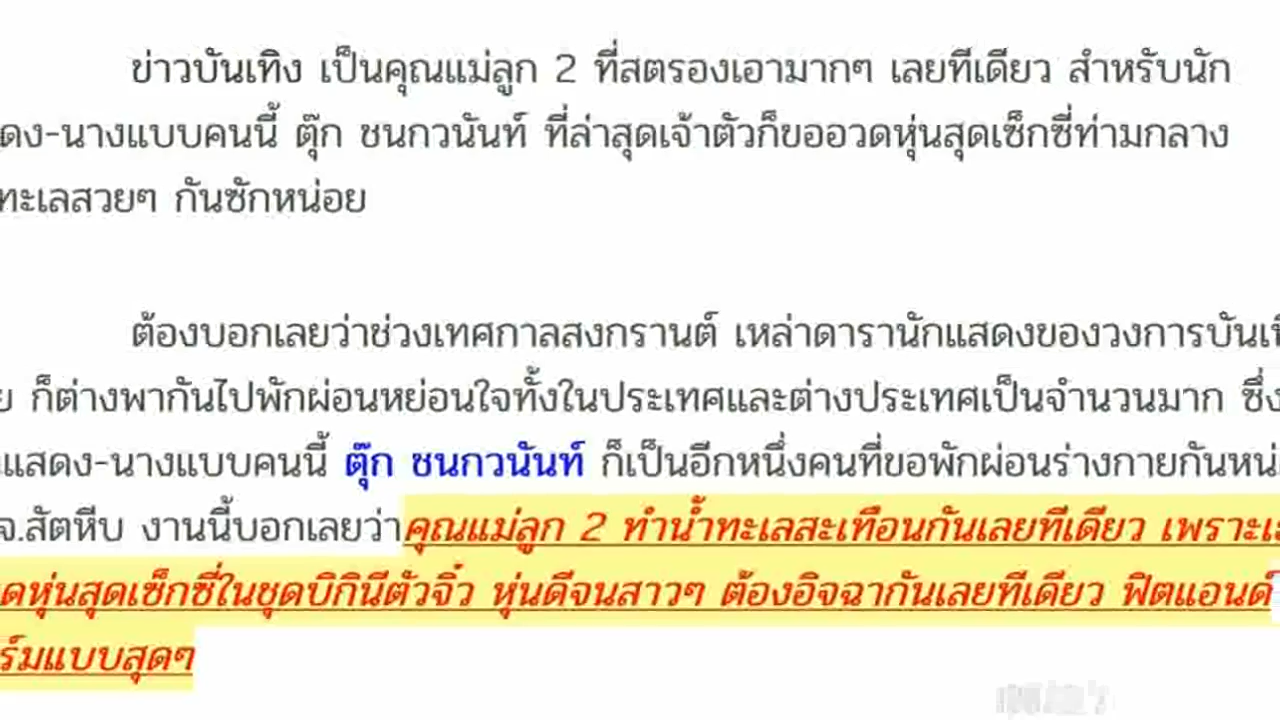 ข่าวบันเทิง เป็นคุณแม่ลูก 2 ที่สตรองเอามากๆ เลยทีเดียว สำหรับนัก
ดง-นางแบบคนนี้ ตุ๊ก ชนกวนันท์ ที่ล่าสุดเจ้าตัวก็ขออวดหุ่นสุดเซ็กซี่ท่ามกลาง
ทะเลสวยๆ กันซักหน่อย
ต้องบอกเลยว่าช่วงเทศกาลสงกรานต์ เหล่าดารานักแสดงของวงการบันเทิ
ย ก็ต่างพากันไปพักผ่อนหย่อนใจทั้งในประเทศและต่างประเทศเป็นจำนวนมาก ซึ่ง
แสดง-นางแบบคนนี้ ตุ๊ก ชนกวนันท์ ก็เป็นอีกหนึ่งคนที่ขอพักผ่อนร่างกายกันหน่
จ.สัตหีบ งานนี้บอกเลยว่าคุณแม่ลูก 2 ทำน้ำทะเลสะเทือนกันเลยทีเดียว เพราะเ
ดหุ่นสุดเซ็กซี่ในชุดบิกินีตัวจิ๋ว หุ่นดีจนสาวๆ ต้องอิจฉากันเลยทีเดียว ฟิตแอนด์
ร์มแบบสุดๆ